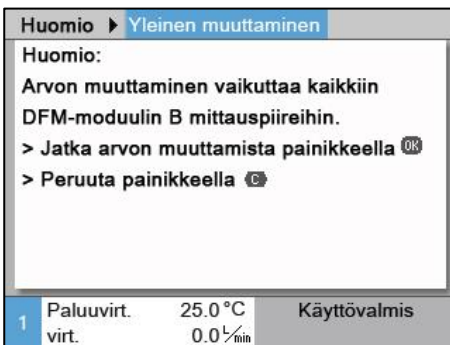 Huomio ▶ Yleinen muuttaminen
Huomio:
Arvon muuttaminen vaikuttaa kaikkiin
DFM-moduulin B mittauspiireihin.
> Jatka arvon muuttamista painikkeella OK
> Peruuta painikkeella C
1 Paluuvirt. 25.0 °C Käyttövalmis
virt. 0.0 L/min